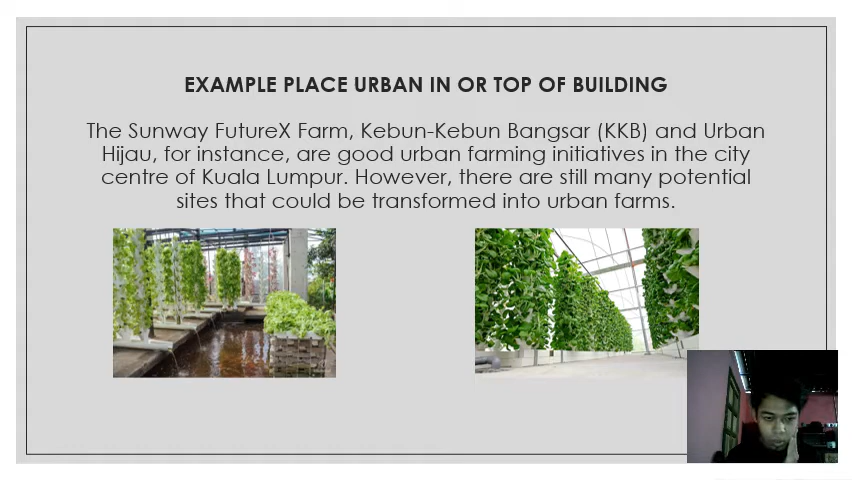 EXAMPLE PLACE URBAN IN OR TOP OF BUILDING
The Sunway FutureX Farm, Kebun-Kebun Bangsar (KKB) and Urban
Hijau, for instance, are good urban farming initiatives in the city
centre of Kuala Lumpur. However, there are still many potential
sites that could be transformed into urban farms.